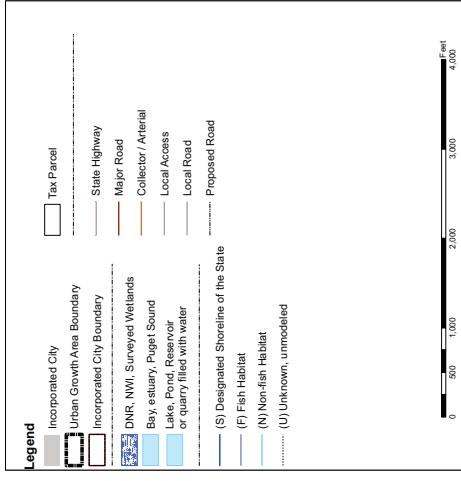 Legend
Incorporated City
Urban Growth Area Boundary
Incorporated City Boundary
DNR, NWI, Surveyed Wetlands
Bay, estuary, Puget Sound
Lake, Pond, Reservoir
or quarry filled with water
(S) Designated Shoreline of the State
(F) Fish Habitat
(N) Non-fish Habitat
(U) Unknown, unmodeled
Tax Parcel
State Highway
Major Road
Collector / Arterial
Local Access
Local Road
Proposed Road
0 500 1,000 2,000 3,000 4,000
Feet